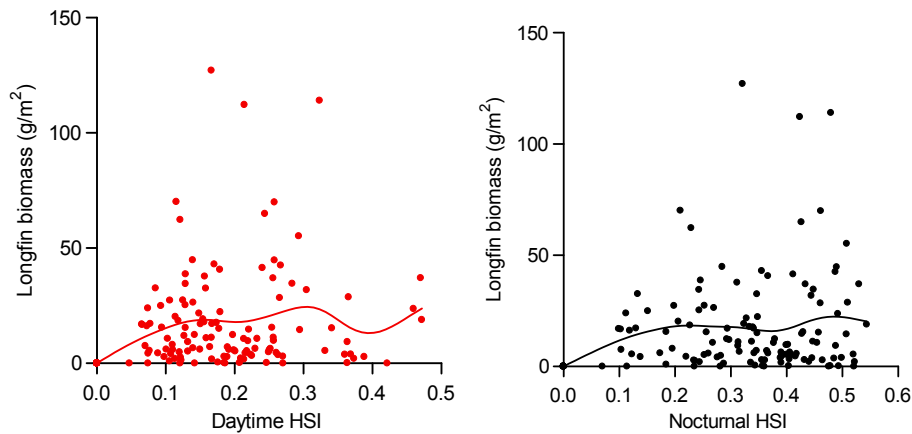 150
100
50
0
Longfin biomass (g/m²)
0.0 0.1 0.2 0.3 0.4 0.5
Daytime HSI
150
100
50
0
Longfin biomass (g/m²)
0.0 0.1 0.2 0.3 0.4 0.5 0.6
Nocturnal HSI